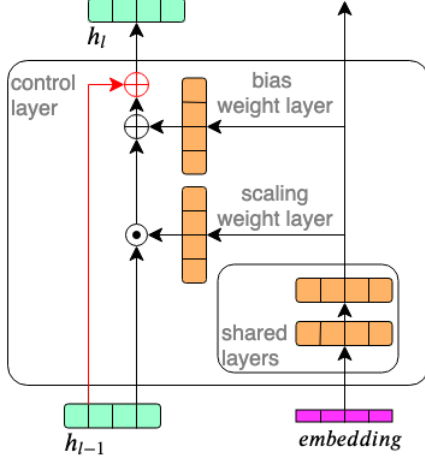 h_l
control
layer
bias
weight layer
scaling
weight layer
shared
layers
h_{l-1}
embedding